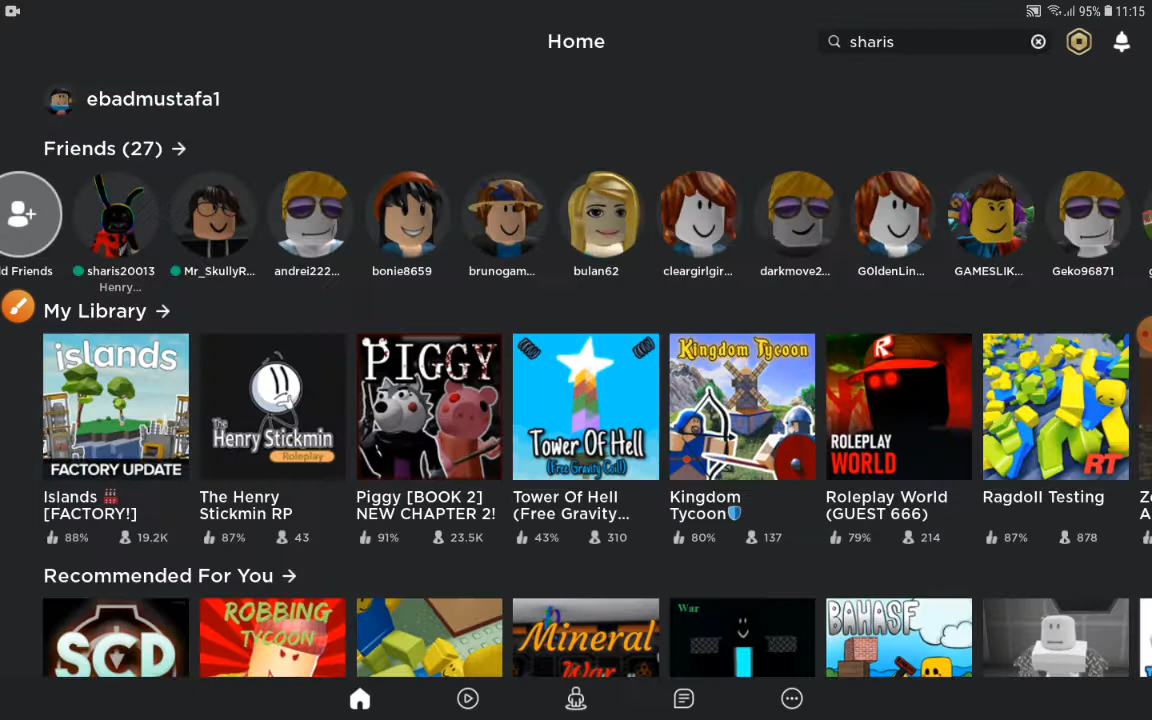 95% 11:15
Home
sharis
ebadmustafa1
Friends (27) →
d Friends
sharis20013
Henry...
Mr_SkullyR...
andrei222...
bonie8659
brunogam...
bulan62
cleargirlgir...
darkmove2...
G0ldenLin...
GAMESLIK...
Geko96871
My Library →
islands
FACTORY UPDATE
The
Henry Stickmin
Roleplay
PIGGY
Tower Of Hell
(Free Gravity Coil)
Kingdom Tycoon
R
ROLEPLAY
WORLD
RT
Islands
[FACTORY!]
The Henry
Stickmin RP
Piggy [BOOK 2]
NEW CHAPTER 2!
Tower Of Hell
(Free Gravity...
Kingdom
Tycoon
Roleplay World
(GUEST 666)
Ragdoll Testing
88% 19.2K
87% 43
91% 23.5K
43% 310
80% 137
79% 214
87% 878
Recommended For You →
SCD
ROBBING
TYCOON
Mineral
War
War
BAHASF